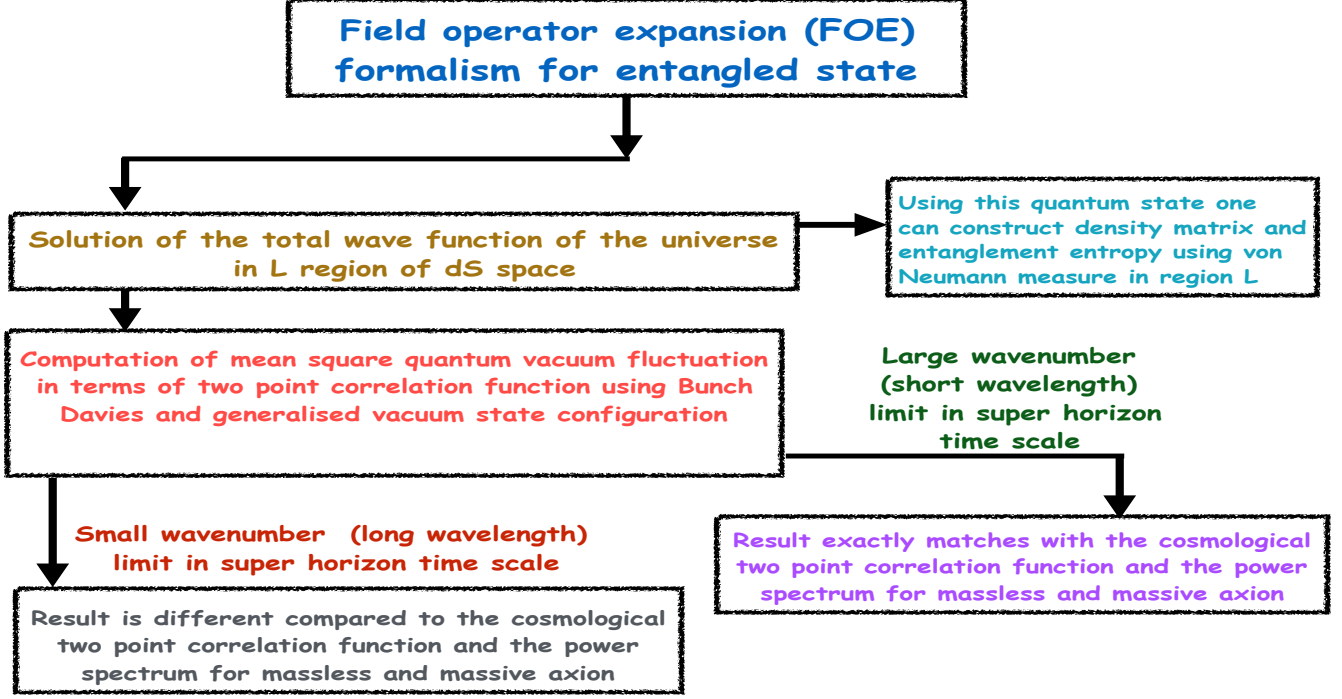 Field operator expansion (FOE)
formalism for entangled state
Solution of the total wave function of the universe
in L region of dS space
Using this quantum state one
can construct density matrix and
entanglement entropy using von
Neumann measure in region L
Computation of mean square quantum vacuum fluctuation
in terms of two point correlation function using Bunch
Davies and generalised vacuum state configuration
Large wavenumber
(short wavelength)
limit in super horizon
time scale
Small wavenumber (long wavelength)
limit in super horizon time scale
Result exactly matches with the cosmological
two point correlation function and the power
spectrum for massless and massive axion
Result is different compared to the cosmological
two point correlation function and the power
spectrum for massless and massive axion